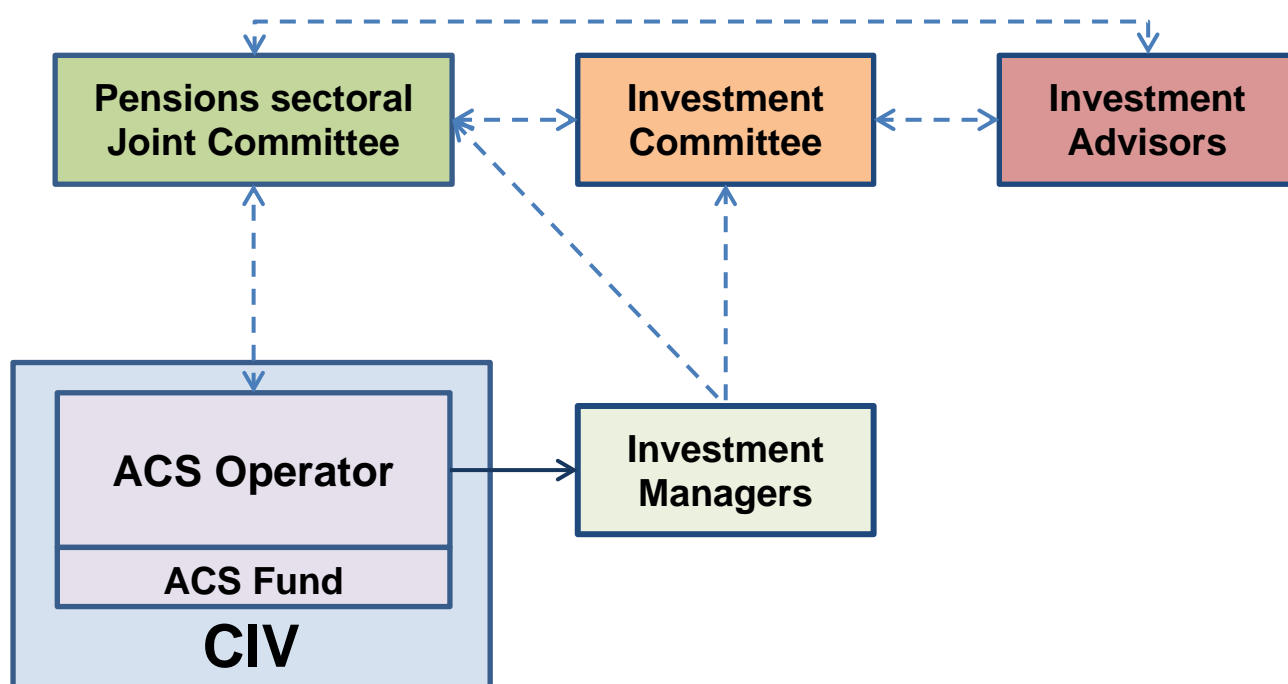 Pensions sectoral
Joint Committee
Investment
Committee
Investment
Advisors
ACS Operator
ACS Fund
CIV
Investment
Managers